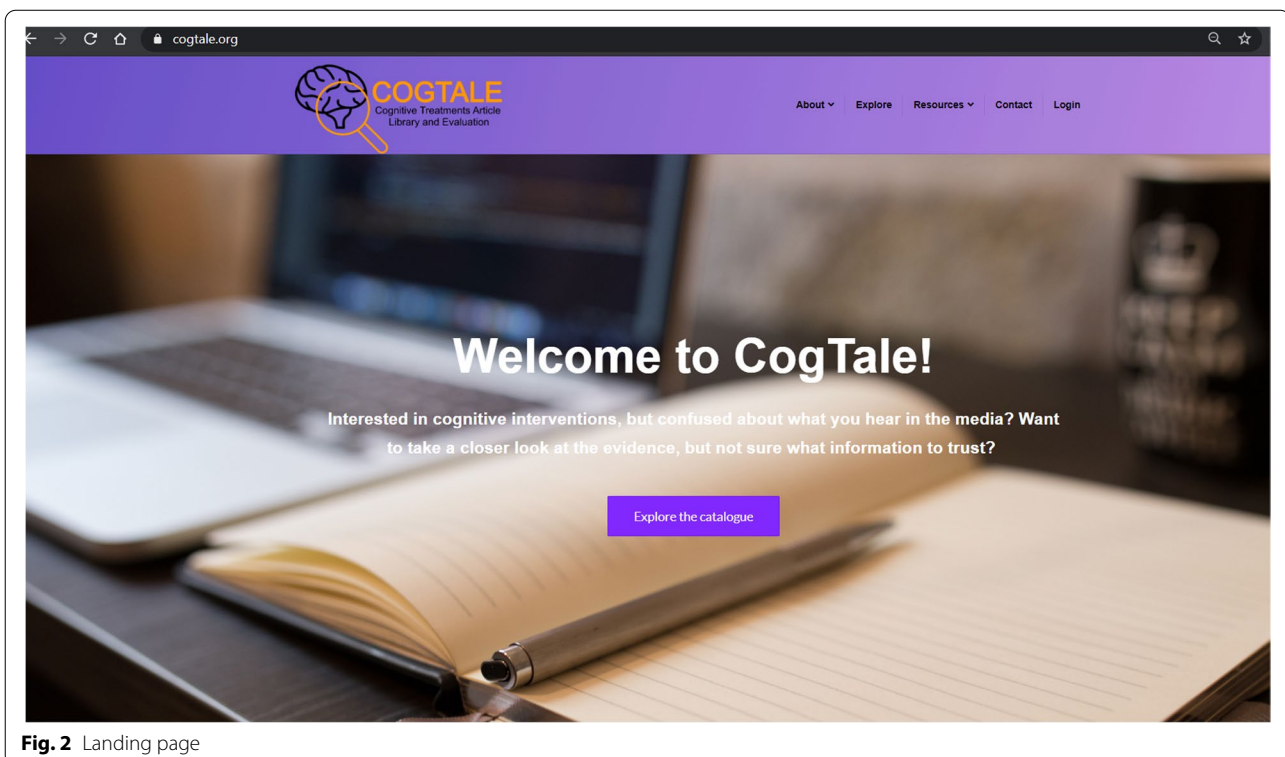 cogtale.org
COGTALE
Cognitive Treatments Article
Library and Evaluation
About Explore Resources Contact Login
Welcome to CogTale!
Interested in cognitive interventions, but confused about what you hear in the media? Want
to take a closer look at the evidence, but not sure what information to trust?
Explore the catalogue
Fig. 2 Landing page